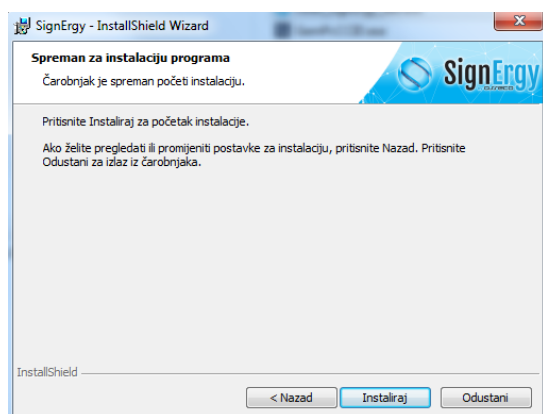 SignErgy - InstallShield Wizard
Spreman za instalaciju programa
Čarobnjak je spreman početi instalaciju.
SignErgy
Pritisnite Instaliraj za početak instalacije.
Ako želite pregledati ili promijeniti postavke za instalaciju, pritisnite Nazad. Pritisnite
Odustani za izlaz iz čarobnjaka.
InstallShield
< Nazad
Instaliraj
Odustani